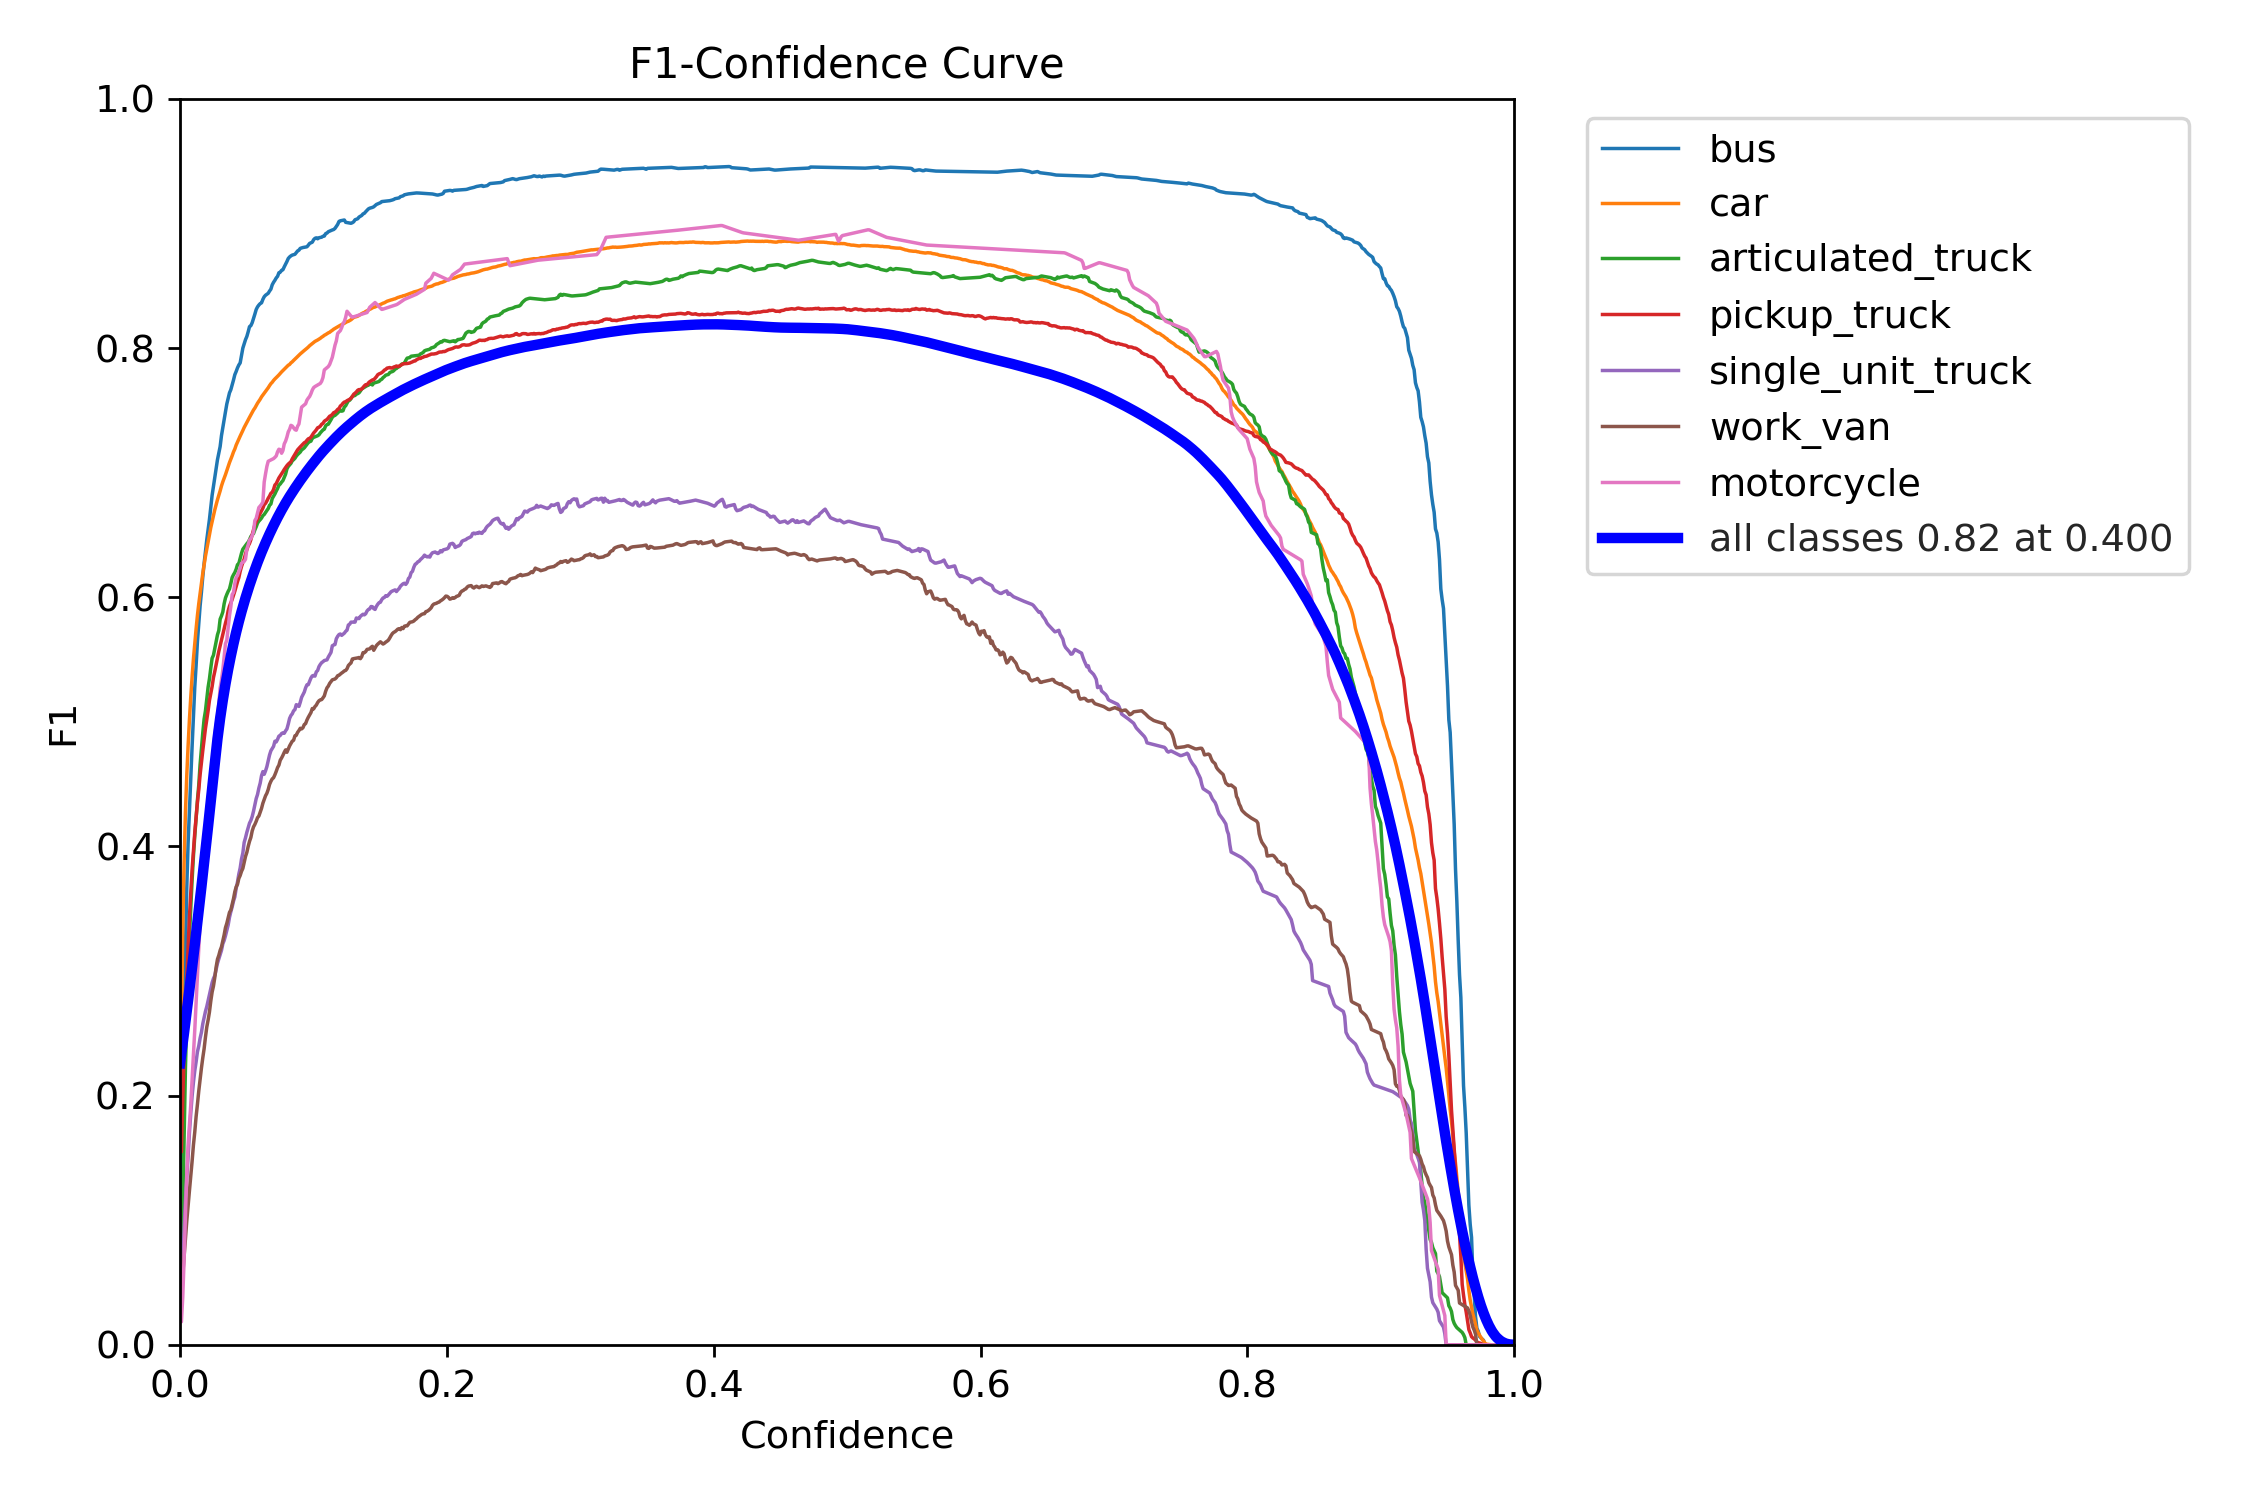 F1-Confidence Curve
1.0
0.8
0.6
0.4
0.2
0.0
F1
0.0 0.2 0.4 0.6 0.8 1.0
Confidence
bus
car
articulated_truck
pickup_truck
single_unit_truck
work_van
motorcycle
all classes 0.82 at 0.400